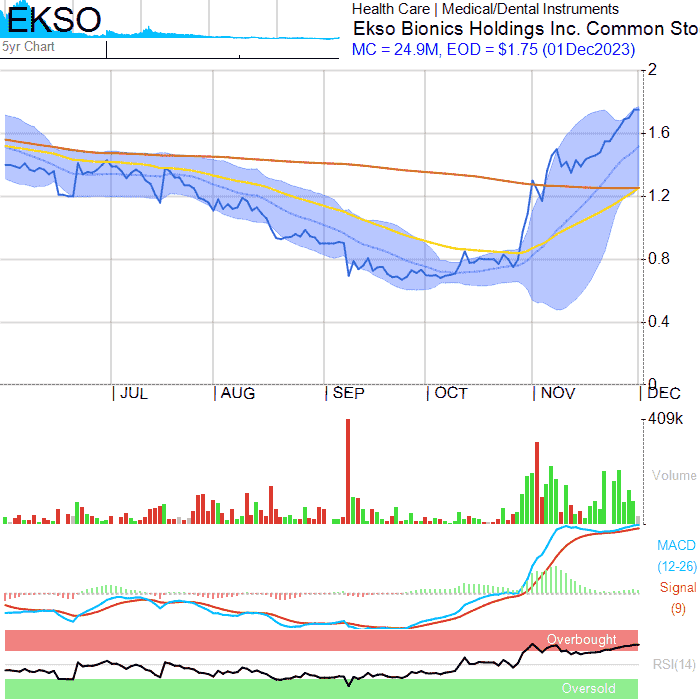 EKSO
5yr Chart
Health Care | Medical/Dental Instruments
Ekso Bionics Holdings Inc. Common Sto
MC = 24.9M, EOD = $1.75 (01Dec2023)
2
1.6
1.2
0.8
0.4
0
JUL
AUG
SEP
OCT
NOV
DEC
409k
Volume
MACD
(12-26)
Signal
(9)
Overbought
RSI(14)
Oversold